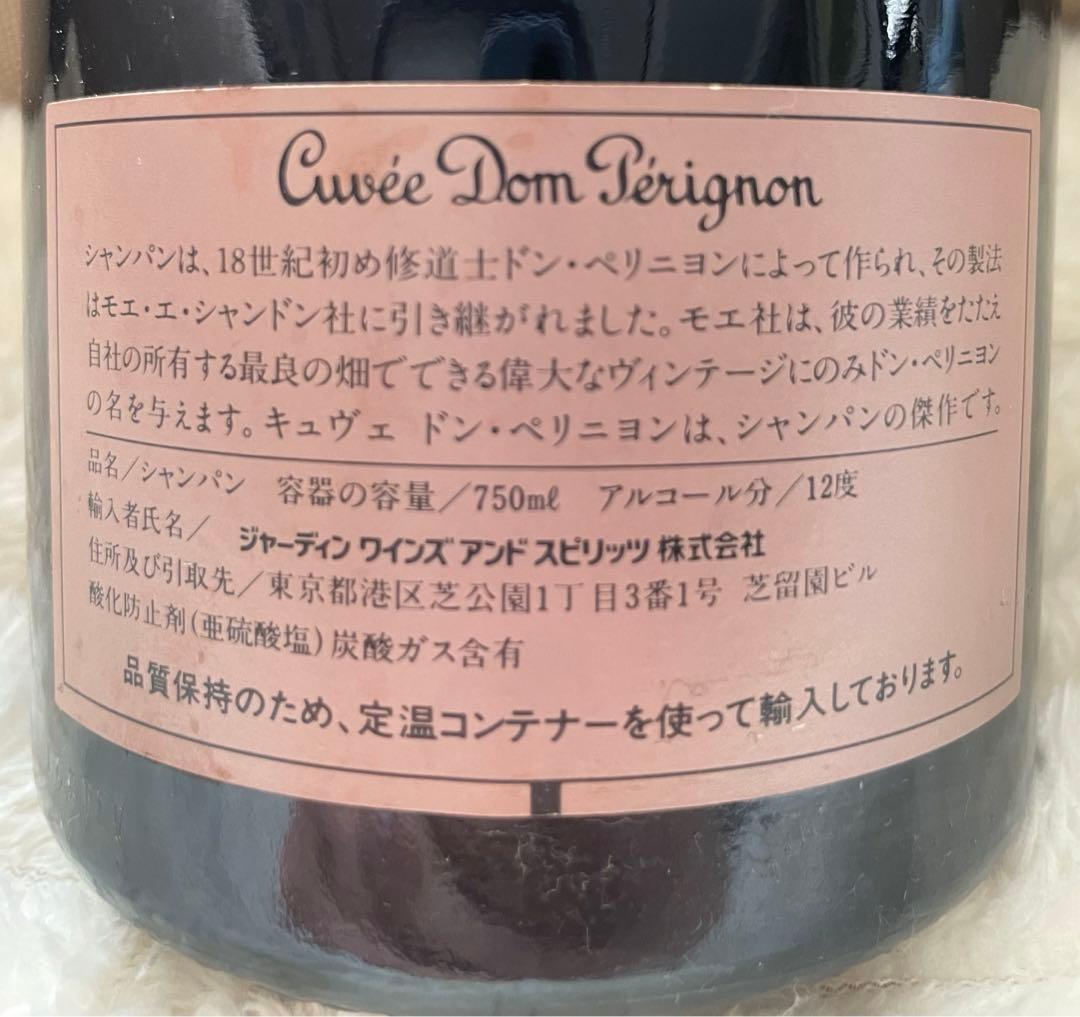 Cuvée Dom Pérignon
シャンパンは、18世紀初め修道士ドン・ペリニヨンによって作られ、その製法
はモエ・エ・シャンドン社に引き継がれました。モエ社は、彼の業績をたたえ
自社の所有する最良の畑でできる偉大なヴィンテージにのみドン・ペリニヨン
の名を与えます。キュヴェ ドン・ペリニヨンは、シャンパンの傑作です。
品名/シャンパン 容器の容量/750mℓ アルコール分/12度
輸入者氏名/ ジャーディン ワインズ アンド スピリッツ 株式会社
住所及び引取先/東京都港区芝公園1丁目3番1号 芝留園ビル
酸化防止剤(亜硫酸塩)炭酸ガス含有
品質保持のため、定温コンテナーを使って輸入しております。